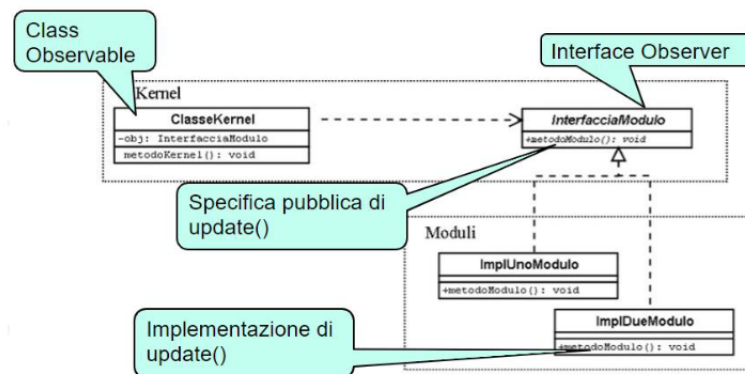 Class
Observable
Interface Observer
Kernel
ClasseKernel
-obj: InterfacciaModulo
metodoKernel(): void
InterfacciaModulo
+metodoModulo(): void
Specifica pubblica di
update()
Moduli
ImplUnoModulo
+metodoModulo(): void
Implementazione di
update()
ImplDueModulo
+metodoModulo(): void